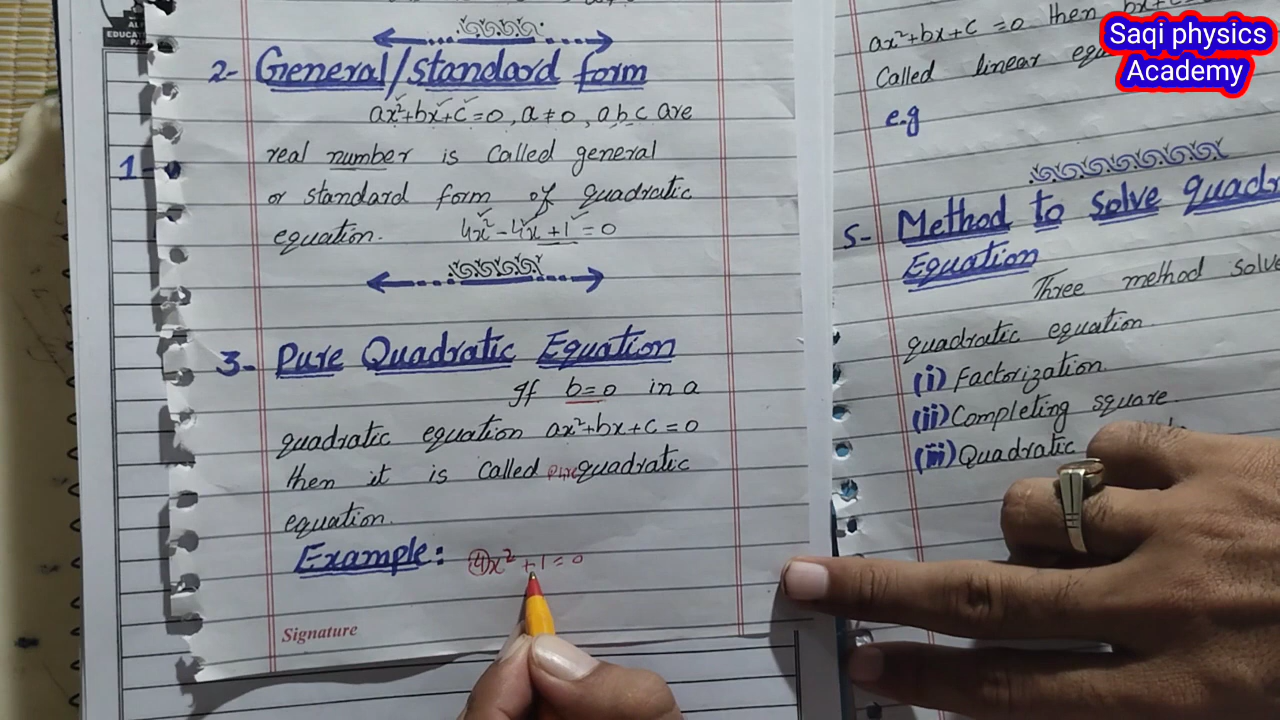 2- General/standard form
ax²+bx+c=0, a≠0, a b c are
real number is called general
or standard form of quadratic
equation. 4x²-4x+1=0
3- Pure Quadratic Equation
If b=0 in a
quadratic equation ax²+bx+c=0
then it is called pure quadratic
equation.
Example: 4x²+1=0
Signature
1-
ax²+bx+c=0 then
Called linear
e.g
5- Method to solve
Equation
Three method solve
quadratic equation
(i) Factorization.
(ii) Completing square.
(iii) Quadratic
Saqi physics
Academy